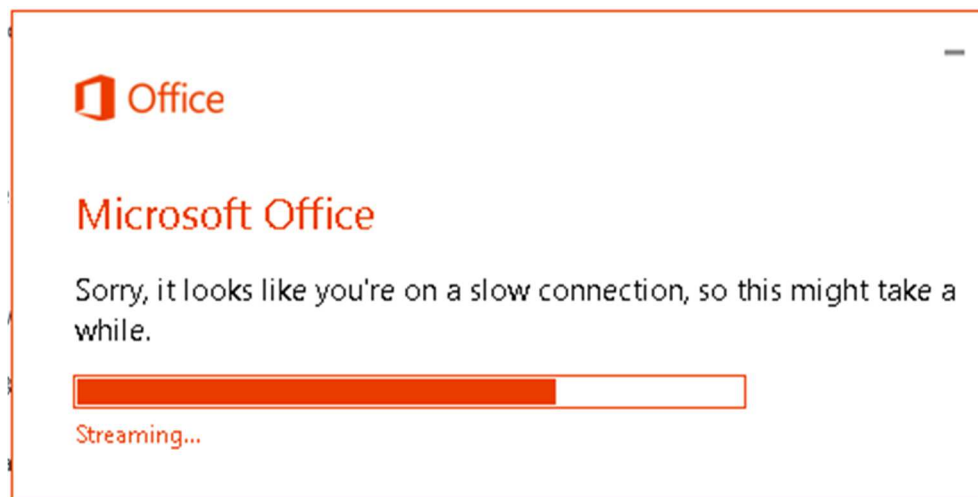 Office
Microsoft Office
Sorry, it looks like you're on a slow connection, so this might take a
while.
Streaming...